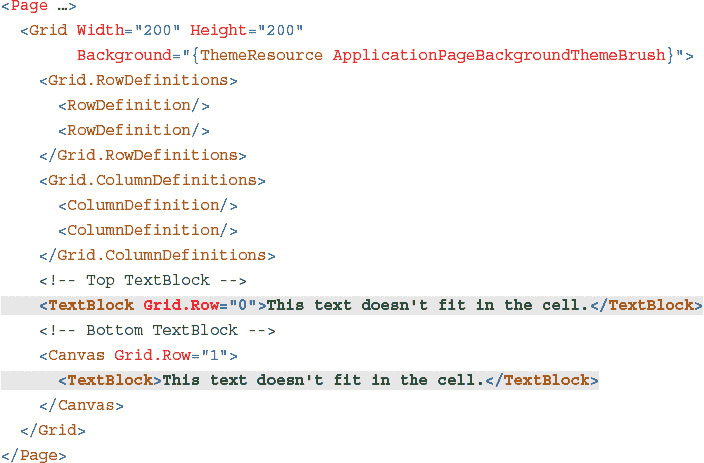 <Page …>
  <Grid Width="200" Height="200"
        Background="{ThemeResource ApplicationPageBackgroundThemeBrush}">
    <Grid.RowDefinitions>
      <RowDefinition/>
      <RowDefinition/>
    </Grid.RowDefinitions>
    <Grid.ColumnDefinitions>
      <ColumnDefinition/>
      <ColumnDefinition/>
    </Grid.ColumnDefinitions>
    <!-- Top TextBlock -->
    <TextBlock Grid.Row="0">This text doesn't fit in the cell.</TextBlock>
    <!-- Bottom TextBlock -->
    <Canvas Grid.Row="1">
      <TextBlock>This text doesn't fit in the cell.</TextBlock>
    </Canvas>
  </Grid>
</Page>